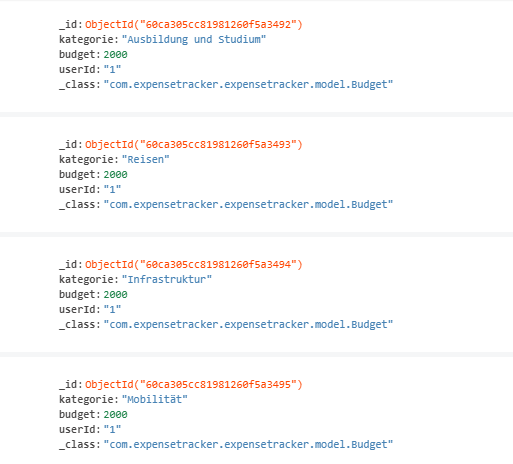 _id: ObjectId("60ca305cc81981260f5a3492")
kategorie: "Ausbildung und Studium"
budget: 2000
userId: "1"
_class: "com.expensetracker.expensetracker.model.Budget"
_id: ObjectId("60ca305cc81981260f5a3493")
kategorie: "Reisen"
budget: 2000
userId: "1"
_class: "com.expensetracker.expensetracker.model.Budget"
_id: ObjectId("60ca305cc81981260f5a3494")
kategorie: "Infrastruktur"
budget: 2000
userId: "1"
_class: "com.expensetracker.expensetracker.model.Budget"
_id: ObjectId("60ca305cc81981260f5a3495")
kategorie: "Mobilität"
budget: 2000
userId: "1"
_class: "com.expensetracker.expensetracker.model.Budget"